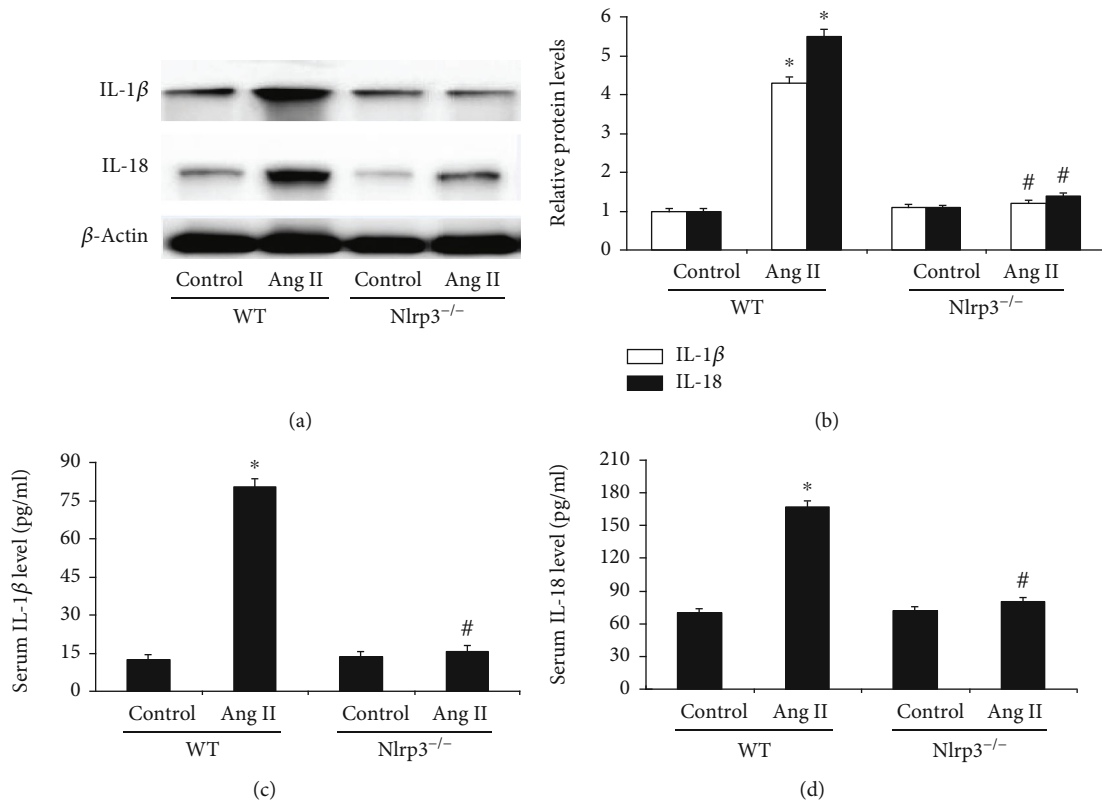 (a)
IL-1β
IL-18
β-Actin
Control Ang II Control Ang II
WT Nlrp3−/−
(b)
Relative protein levels
6
5
4
3
2
1
0
* *
# #
Control Ang II Control Ang II
WT Nlrp3−/−
IL-1β
IL-18
(a)
(b)
Serum IL-1β level (pg/ml)
90
75
60
45
30
15
0
*
#
Control Ang II Control Ang II
WT Nlrp3−/−
(c)
Serum IL-18 level (pg/ml)
210
180
150
120
90
60
30
0
*
#
Control Ang II Control Ang II
WT Nlrp3−/−
(d)